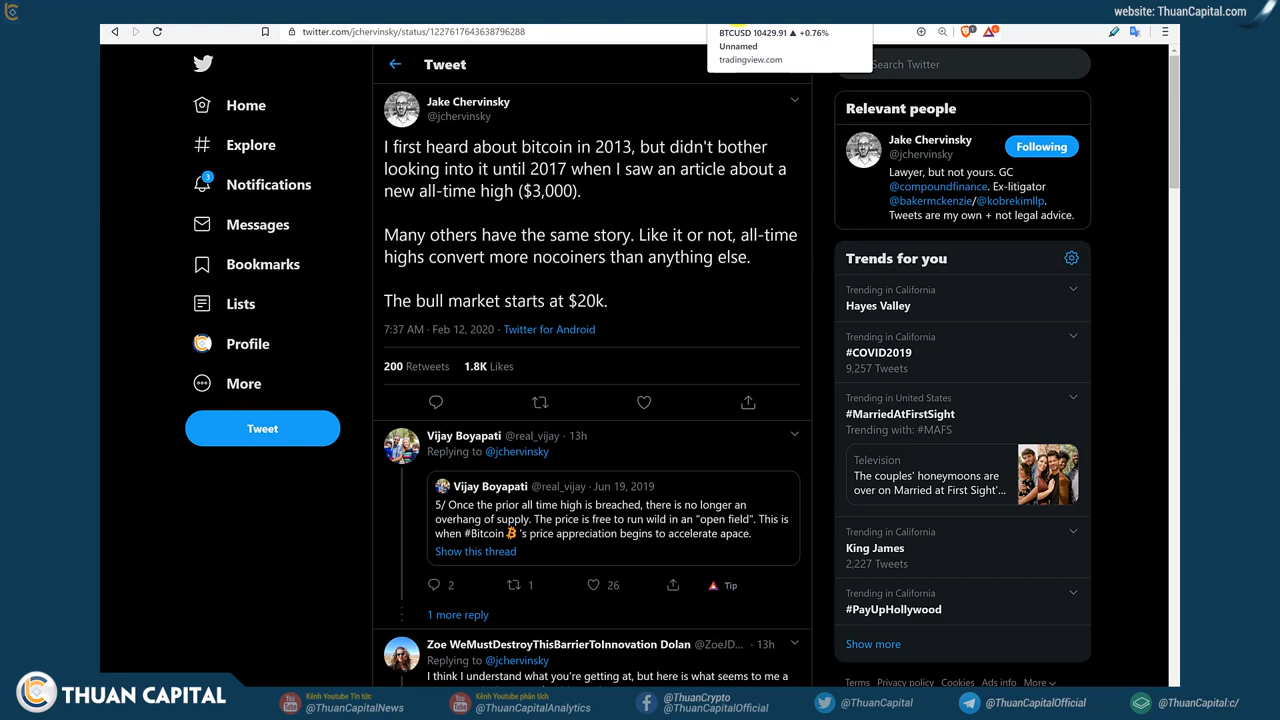 website: ThuanCapital.com
twitter.com/jchervinsky/status/1227617643638796288
BTCUSD 10429.91 ▲ +0.76%
Unnamed
tradingview.com
Home
Explore
3
Notifications
Messages
Bookmarks
Lists
Profile
More
Tweet
Tweet
Jake Chervinsky
@jchervinsky
I first heard about bitcoin in 2013, but didn't bother
looking into it until 2017 when I saw an article about a
new all-time high ($3,000).
Many others have the same story. Like it or not, all-time
highs convert more nocoiners than anything else.
The bull market starts at $20k.
7:37 AM · Feb 12, 2020 · Twitter for Android
200 Retweets 1.8K Likes
Vijay Boyapati @real_vijay · 13h
Replying to @jchervinsky
Vijay Boyapati @real_vijay · Jun 19, 2019
5/ Once the prior all time high is breached, there is no longer an
overhang of supply. The price is free to run wild in an "open field". This is
when #Bitcoin 's price appreciation begins to accelerate apace.
Show this thread
2 1 26 Tip
1 more reply
Zoe WeMustDestroyThisBarrierToInnovation Dolan @ZoeJD... · 13h
Replying to @jchervinsky
I think I understand what you're getting at, but here is what seems to me a
Search Twitter
Relevant people
Jake Chervinsky
@jchervinsky
Following
Lawyer, but not yours. GC
@compoundfinance. Ex-litigator
@bakermckenzie/@kobrekimllp.
Tweets are my own + not legal advice.
Trends for you
Trending in California
Hayes Valley
Trending in California
#COVID2019
9,257 Tweets
Trending in United States
#MarriedAtFirstSight
Trending with: #MAFS
Television
The couples' honeymoons are
over on Married at First Sight'...
Trending in California
King James
2,227 Tweets
Trending in California
#PayUpHollywood
Show more
Terms Privacy policy Cookies Ads info More
THUAN CAPITAL
Kênh Youtube Tin tức
@ThuanCapitalNews
Kênh Youtube phân tích
@ThuanCapitalAnalytics
@ThuanCrypto
@ThuanCapitalOfficial
@ThuanCapital
@ThuanCapitalOfficial
@ThuanCapital:c/